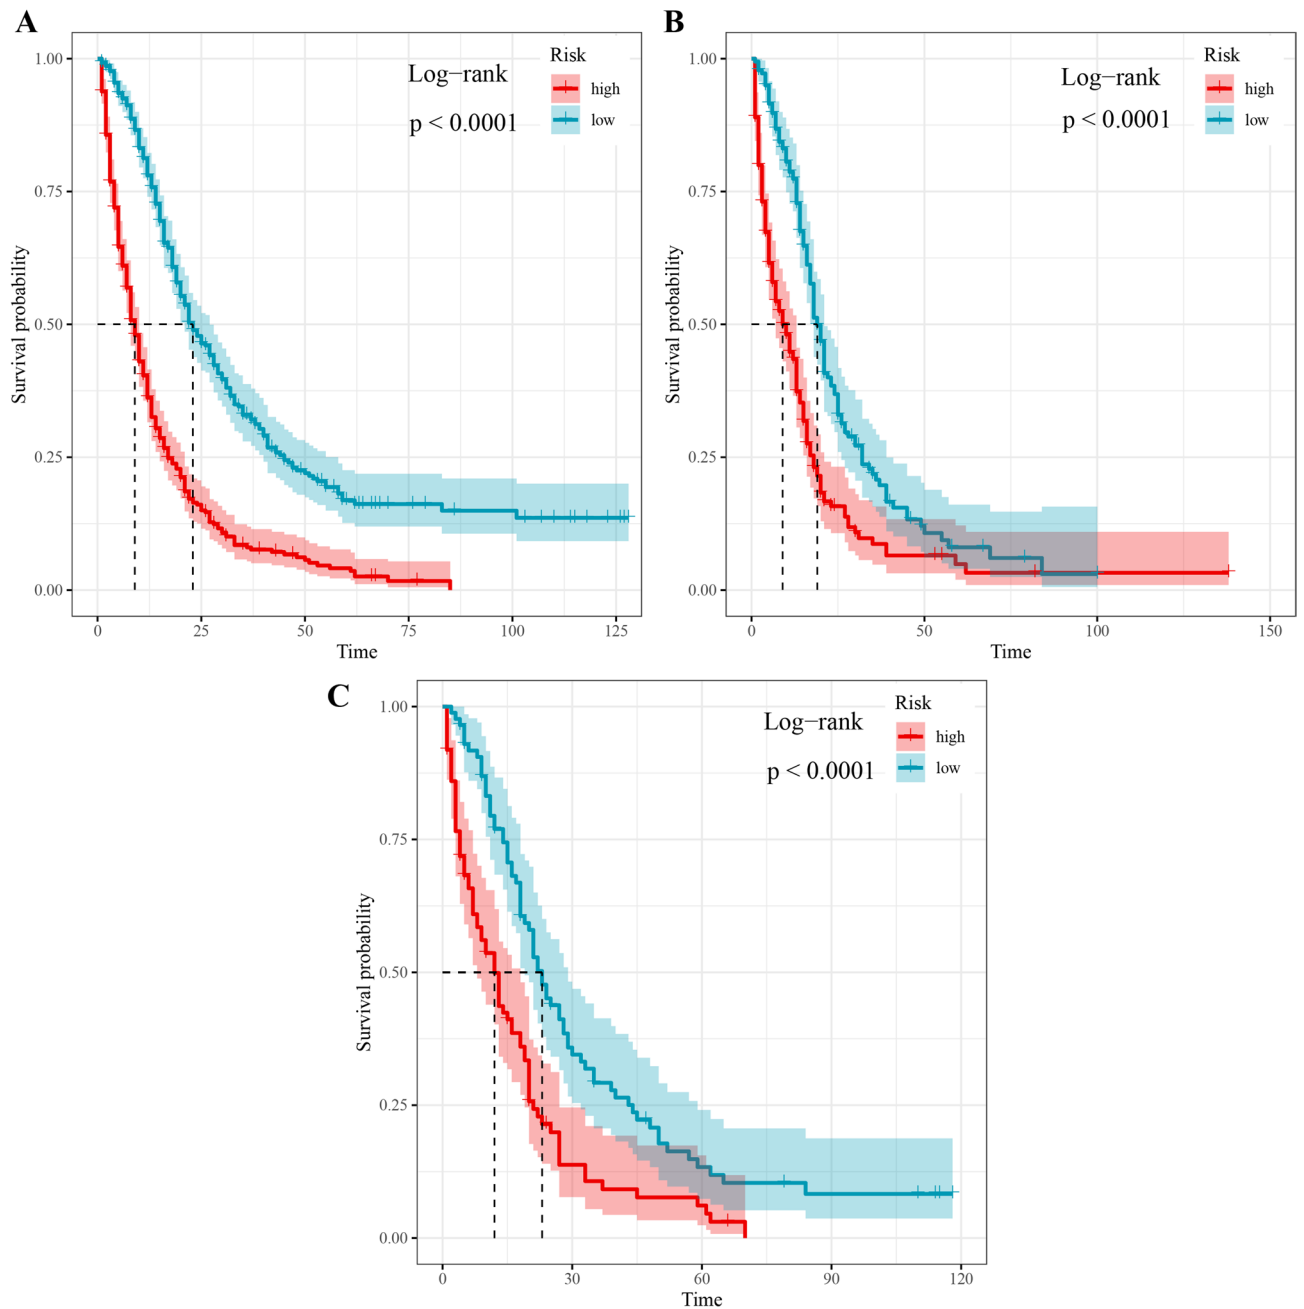 A
Survival probability
1.00
0.75
0.50
0.25
0.00
Log−rank
p < 0.0001
Risk
high
low
0
25
50
75
100
125
Time
B
Survival probability
1.00
0.75
0.50
0.25
0.00
Log−rank
p < 0.0001
Risk
high
low
0
50
100
150
Time
C
Survival probability
1.00
0.75
0.50
0.25
0.00
Log−rank
p < 0.0001
Risk
high
low
0
30
60
90
120
Time